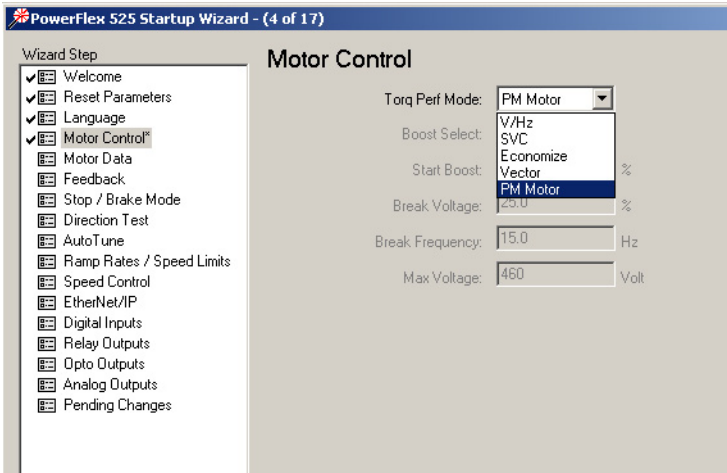 PowerFlex 525 Startup Wizard - (4 of 17)
Wizard Step
Welcome
Reset Parameters
Language
Motor Control*
Motor Data
Feedback
Stop / Brake Mode
Direction Test
AutoTune
Ramp Rates / Speed Limits
Speed Control
EtherNet/IP
Digital Inputs
Relay Outputs
Opto Outputs
Analog Outputs
Pending Changes
Motor Control
Torq Perf Mode: PM Motor
V/Hz
SVC
Economize
Vector
PM Motor
Boost Select:
Start Boost: %
Break Voltage: 25.0 %
Break Frequency: 15.0 Hz
Max Voltage: 460 Volt